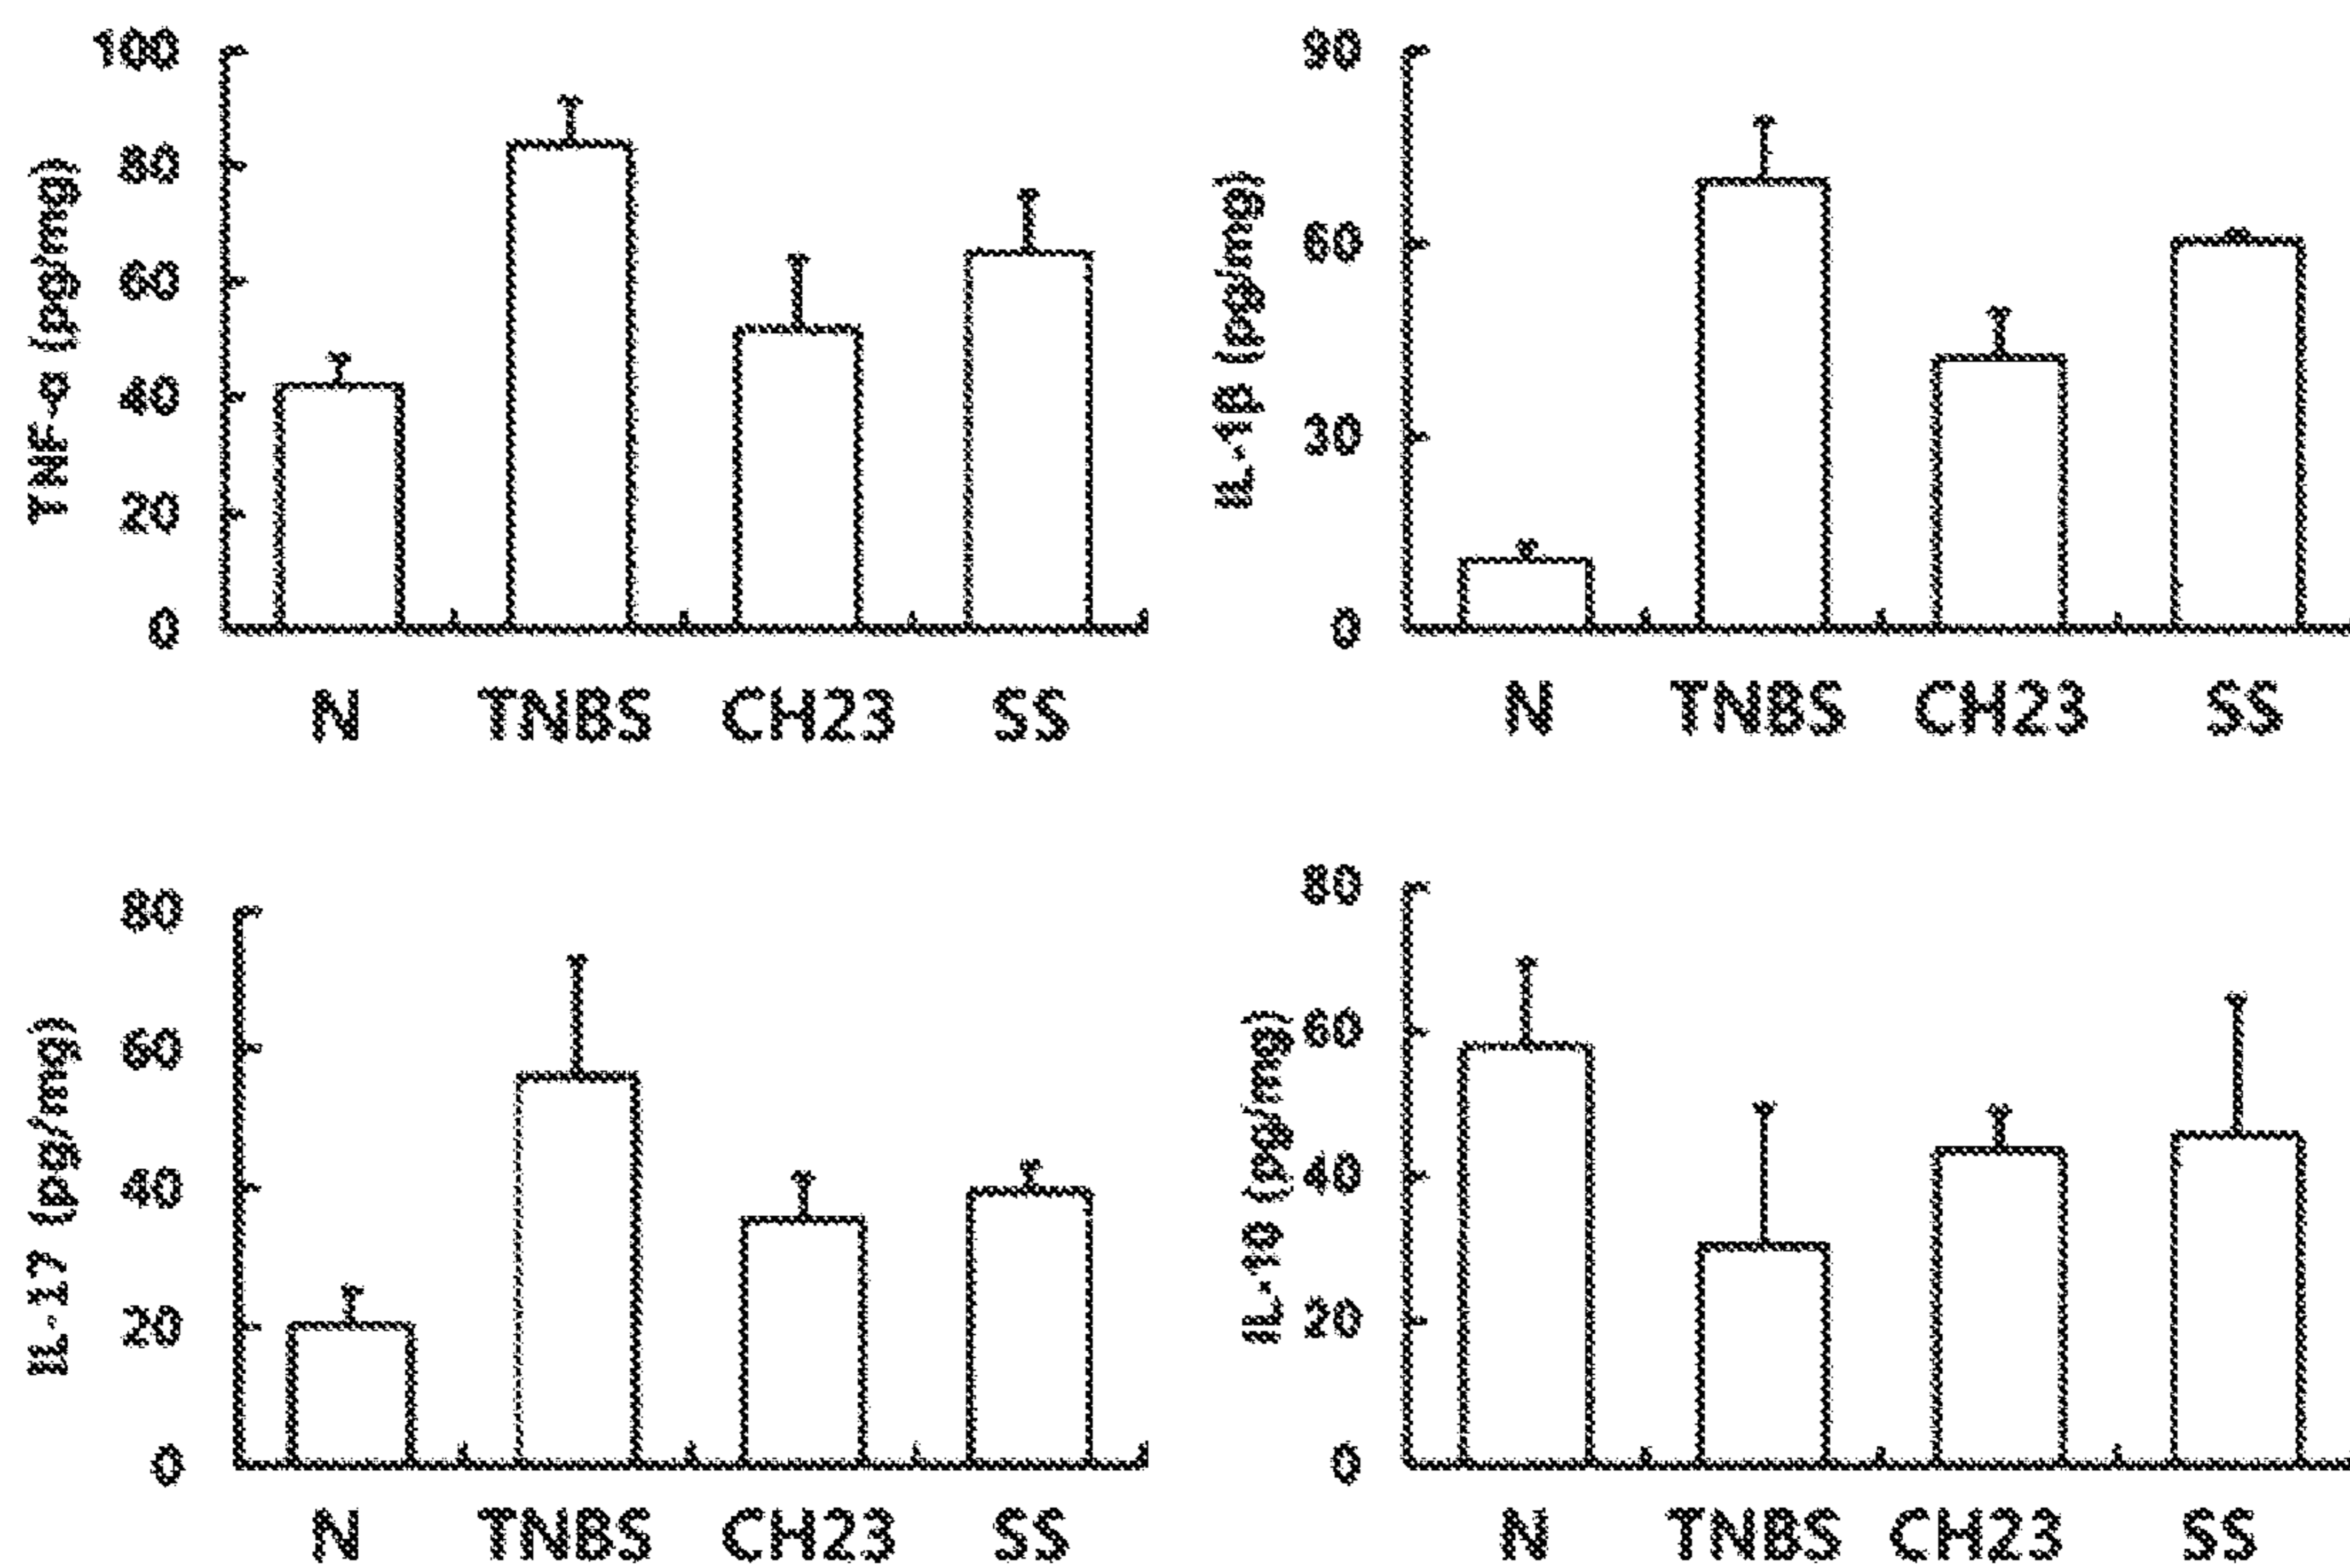 TNF-α (pg/mg)
100
80
60
40
20
0
N TNBS CH23 SS
IL-1β (pg/mg)
90
60
30
0
N TNBS CH23 SS
IL-17 (pg/mg)
80
60
40
20
0
N TNBS CH23 SS
IL-10 (pg/mg)
80
60
40
20
0
N TNBS CH23 SS